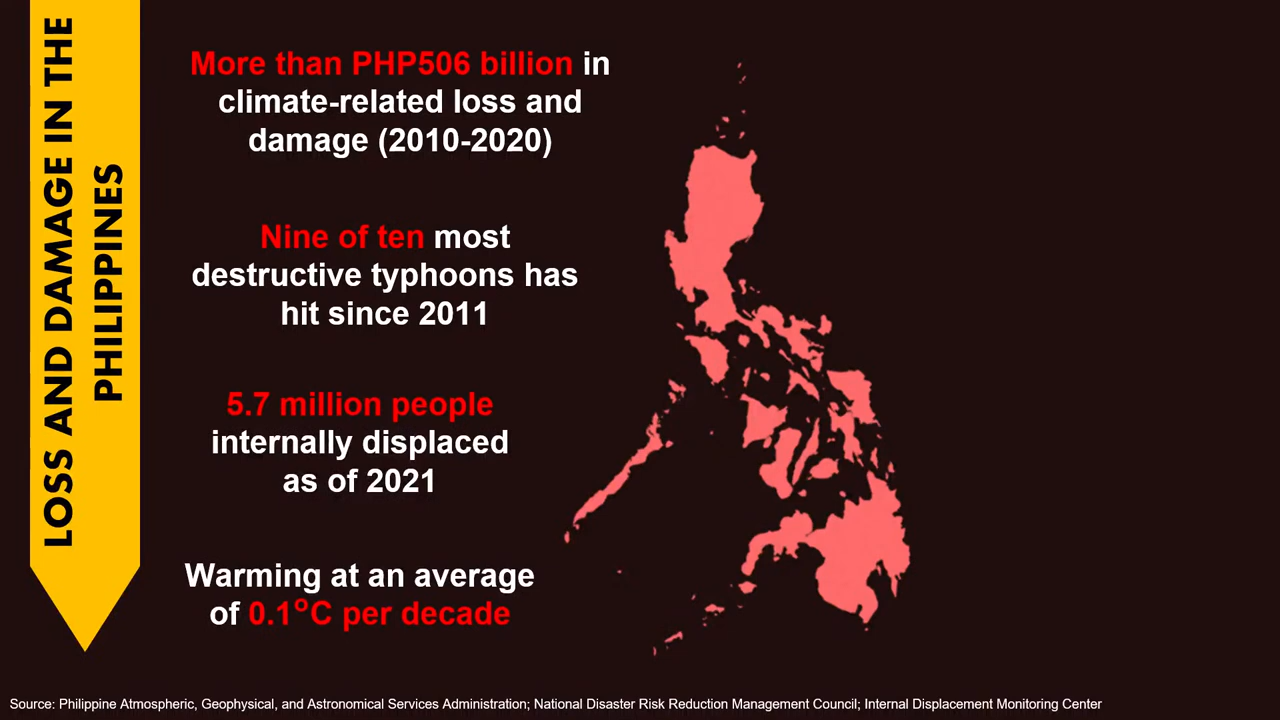 LOSS AND DAMAGE IN THE
PHILIPPINES
More than PHP506 billion in
climate-related loss and
damage (2010-2020)
Nine of ten most
destructive typhoons has
hit since 2011
5.7 million people
internally displaced
as of 2021
Warming at an average
of 0.1°C per decade
Source: Philippine Atmospheric, Geophysical, and Astronomical Services Administration; National Disaster Risk Reduction Management Council; Internal Displacement Monitoring Center